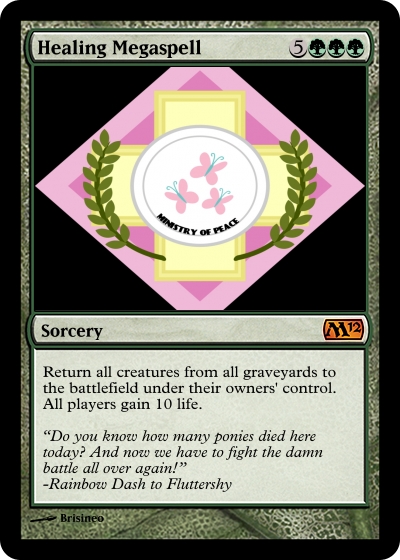 Healing Megaspell 5
MINISTRY OF PEACE
Sorcery M12
Return all creatures from all graveyards to
the battlefield under their owners' control.
All players gain 10 life.
“Do you know how many ponies died here
today? And now we have to fight the damn
battle all over again!”
-Rainbow Dash to Fluttershy
Brisineo